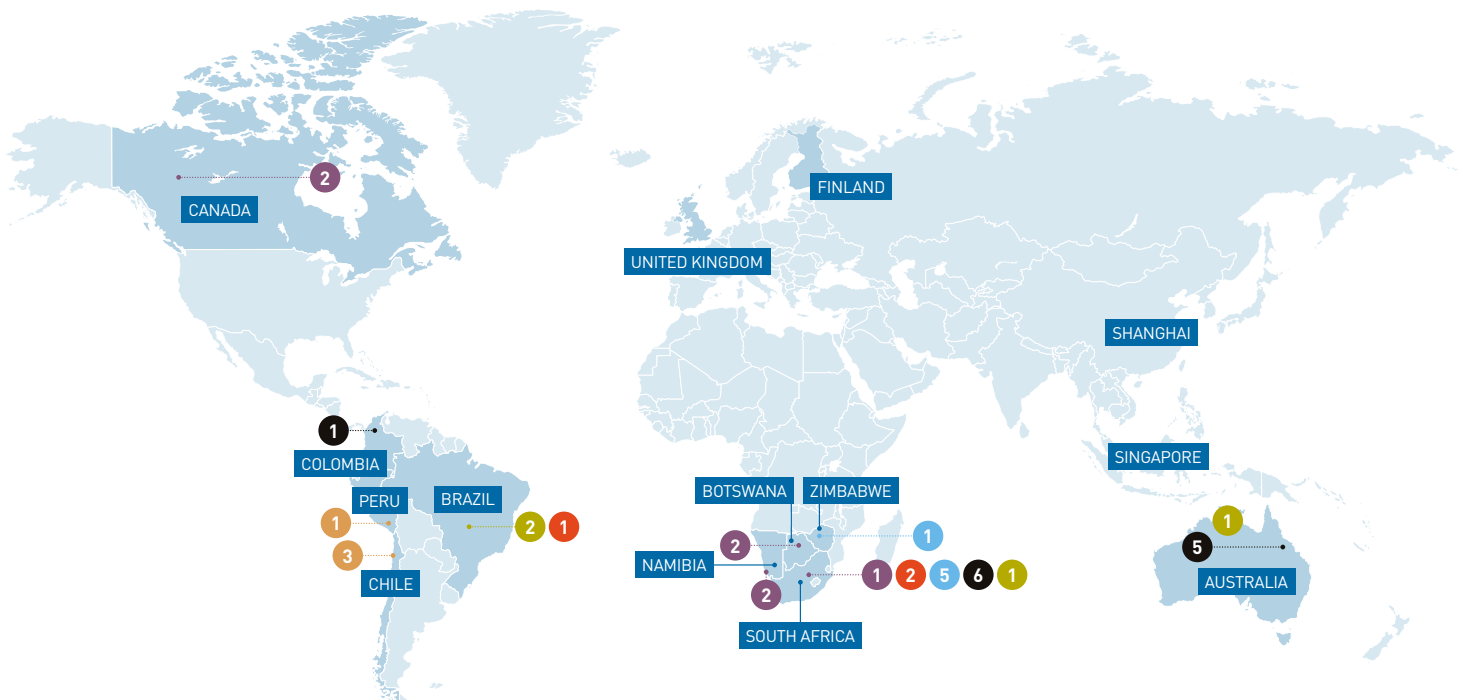 2
CANADA
FINLAND
UNITED KINGDOM
SHANGHAI
1
COLOMBIA
SINGAPORE
PERU
BRAZIL
BOTSWANA
ZIMBABWE
1
2 1
3
CHILE
2
1
NAMIBIA
1 2 5 6 1
2
SOUTH AFRICA
1
5
AUSTRALIA